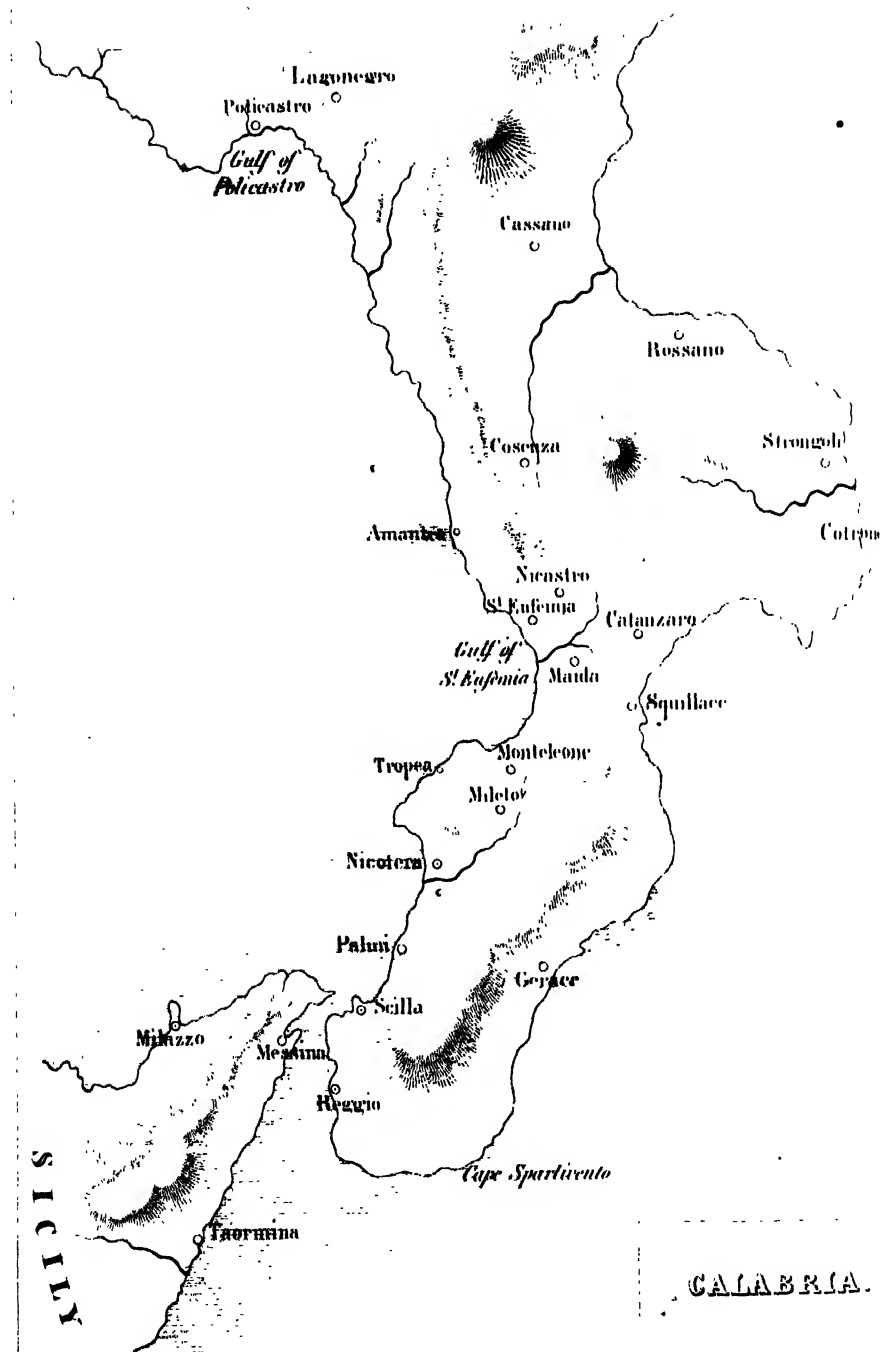 Lagonegro
Policastro
Gulf of
Policastro
Cassano
Rossano
Cosenza
Strongoli
Amantea
Cotrone
Nicastro
St. Eufemia
Catanzaro
Gulf of
St. Eufemia
Maida
Squillace
Tropea
Monteleone
Mileto
Nicotera
Palmi
Gerace
Scilla
Milazzo
Messina
Reggio
Cape Spartivento
SICILY
Taormina
CALABRIA.